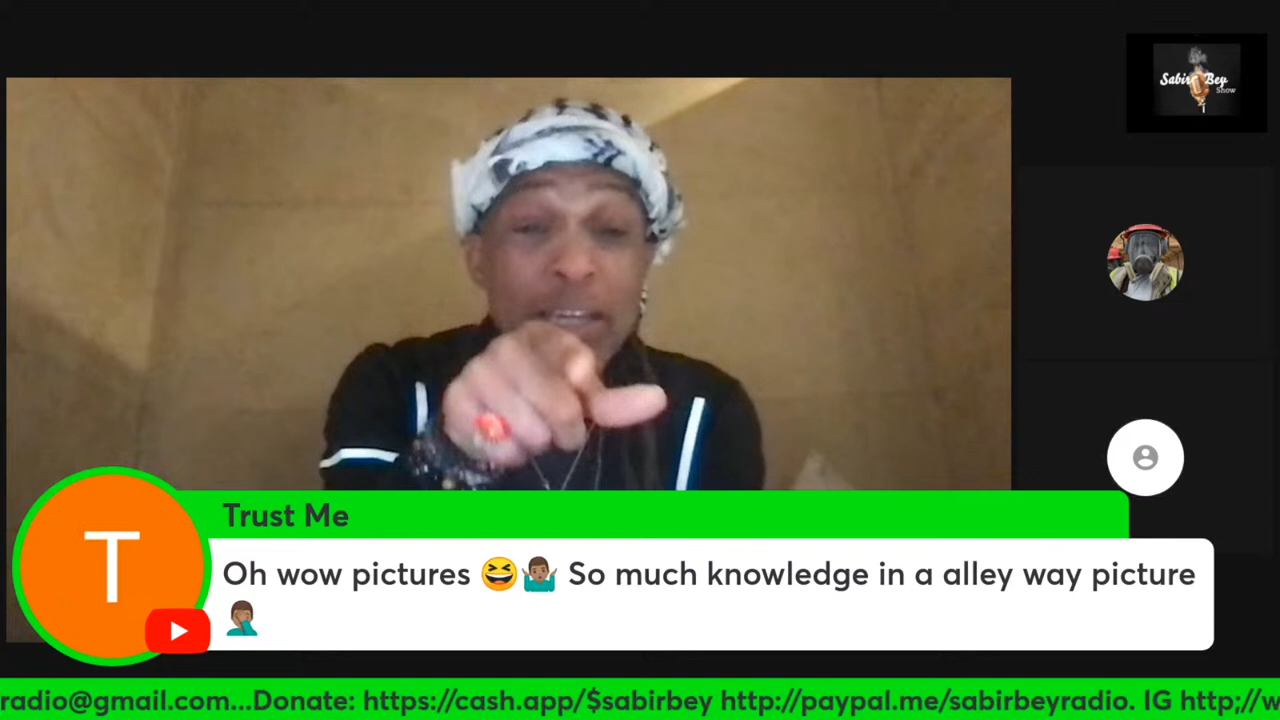 Sabir Bey
Show
Trust Me
T
Oh wow pictures 😆🤷🏽‍♂️ So much knowledge in a alley way picture
🤦🏽‍♂️
radio@gmail.com...Donate: https://cash.app/$sabirbey http://paypal.me/sabirbeyradio. IG http;//w